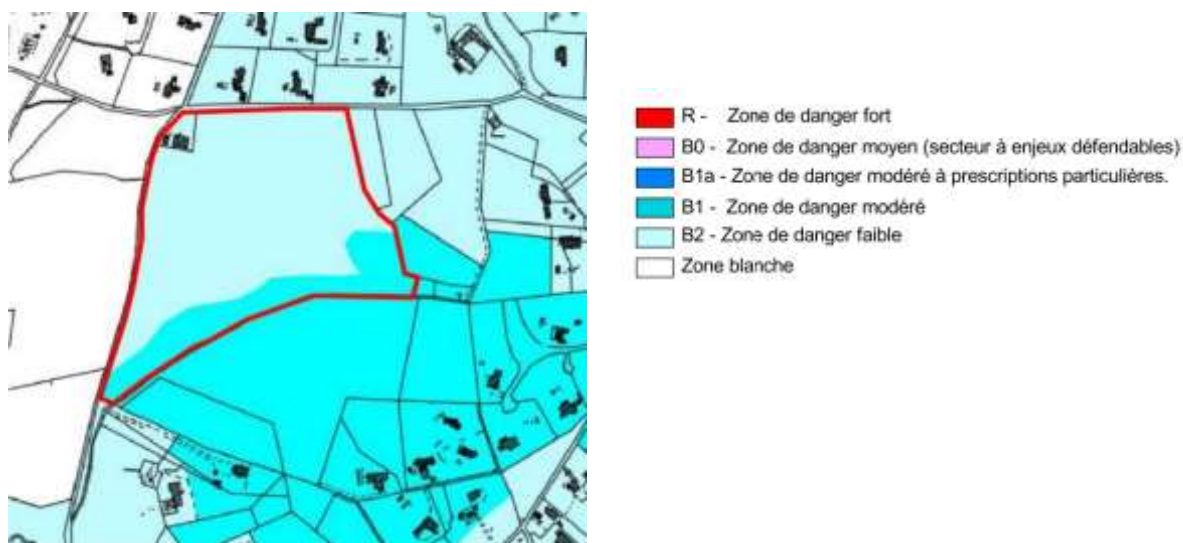 R - Zone de danger fort
B0 - Zone de danger moyen (secteur à enjeux défendables)
B1a - Zone de danger modéré à prescriptions particulières.
B1 - Zone de danger modéré
B2 - Zone de danger faible
Zone blanche